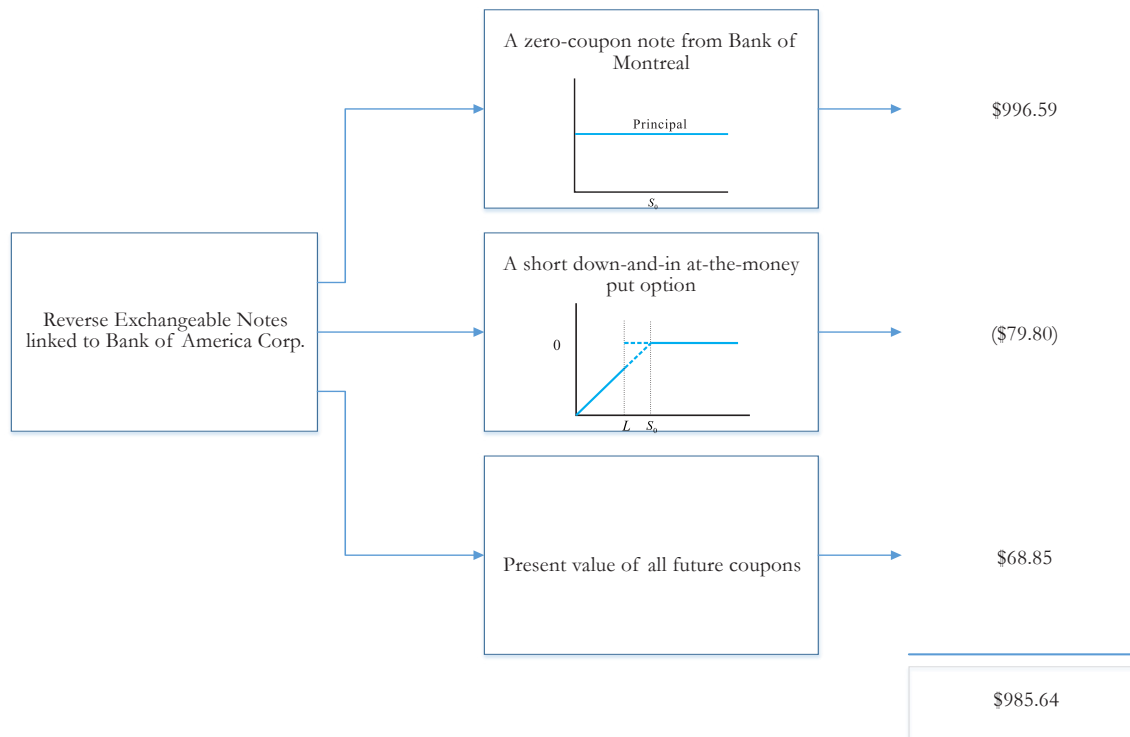 A zero-coupon note from Bank of
Montreal
Principal
S₀
$996.59
Reverse Exchangeable Notes
linked to Bank of America Corp.
A short down-and-in at-the-money
put option
0
L S₀
($79.80)
Present value of all future coupons
$68.85
$985.64